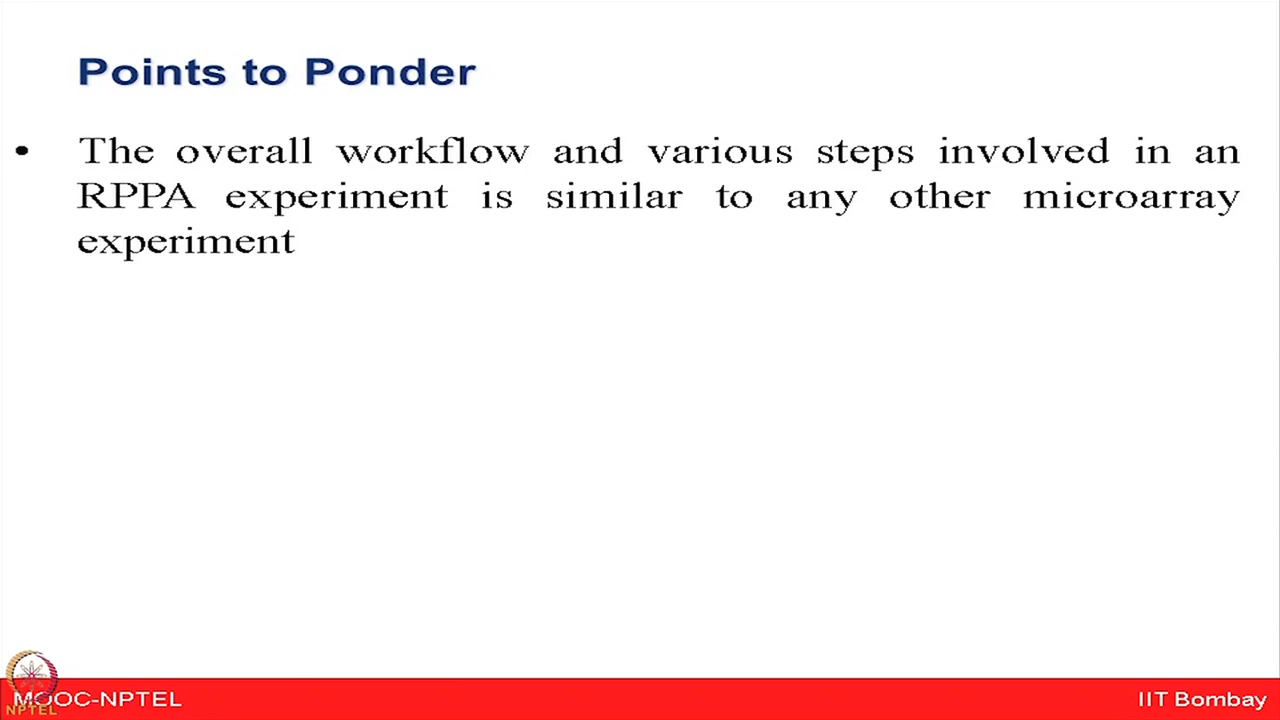 Points to Ponder
• The overall workflow and various steps involved in an
RPPA experiment is similar to any other microarray
experiment
MOOC-NPTEL
NPTEL
IIT Bombay